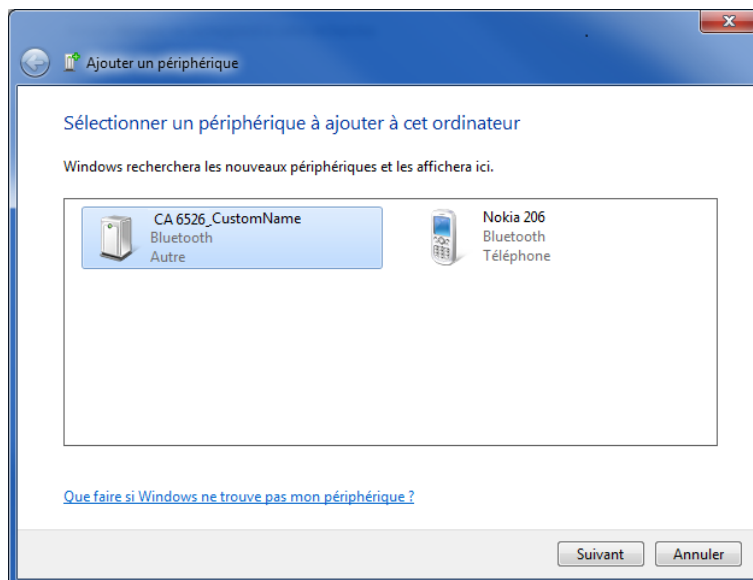 Ajouter un périphérique
Sélectionner un périphérique à ajouter à cet ordinateur
Windows recherchera les nouveaux périphériques et les affichera ici.
CA 6526_CustomName
Bluetooth
Autre
Nokia 206
Bluetooth
Téléphone
Que faire si Windows ne trouve pas mon périphérique ?
Suivant
Annuler